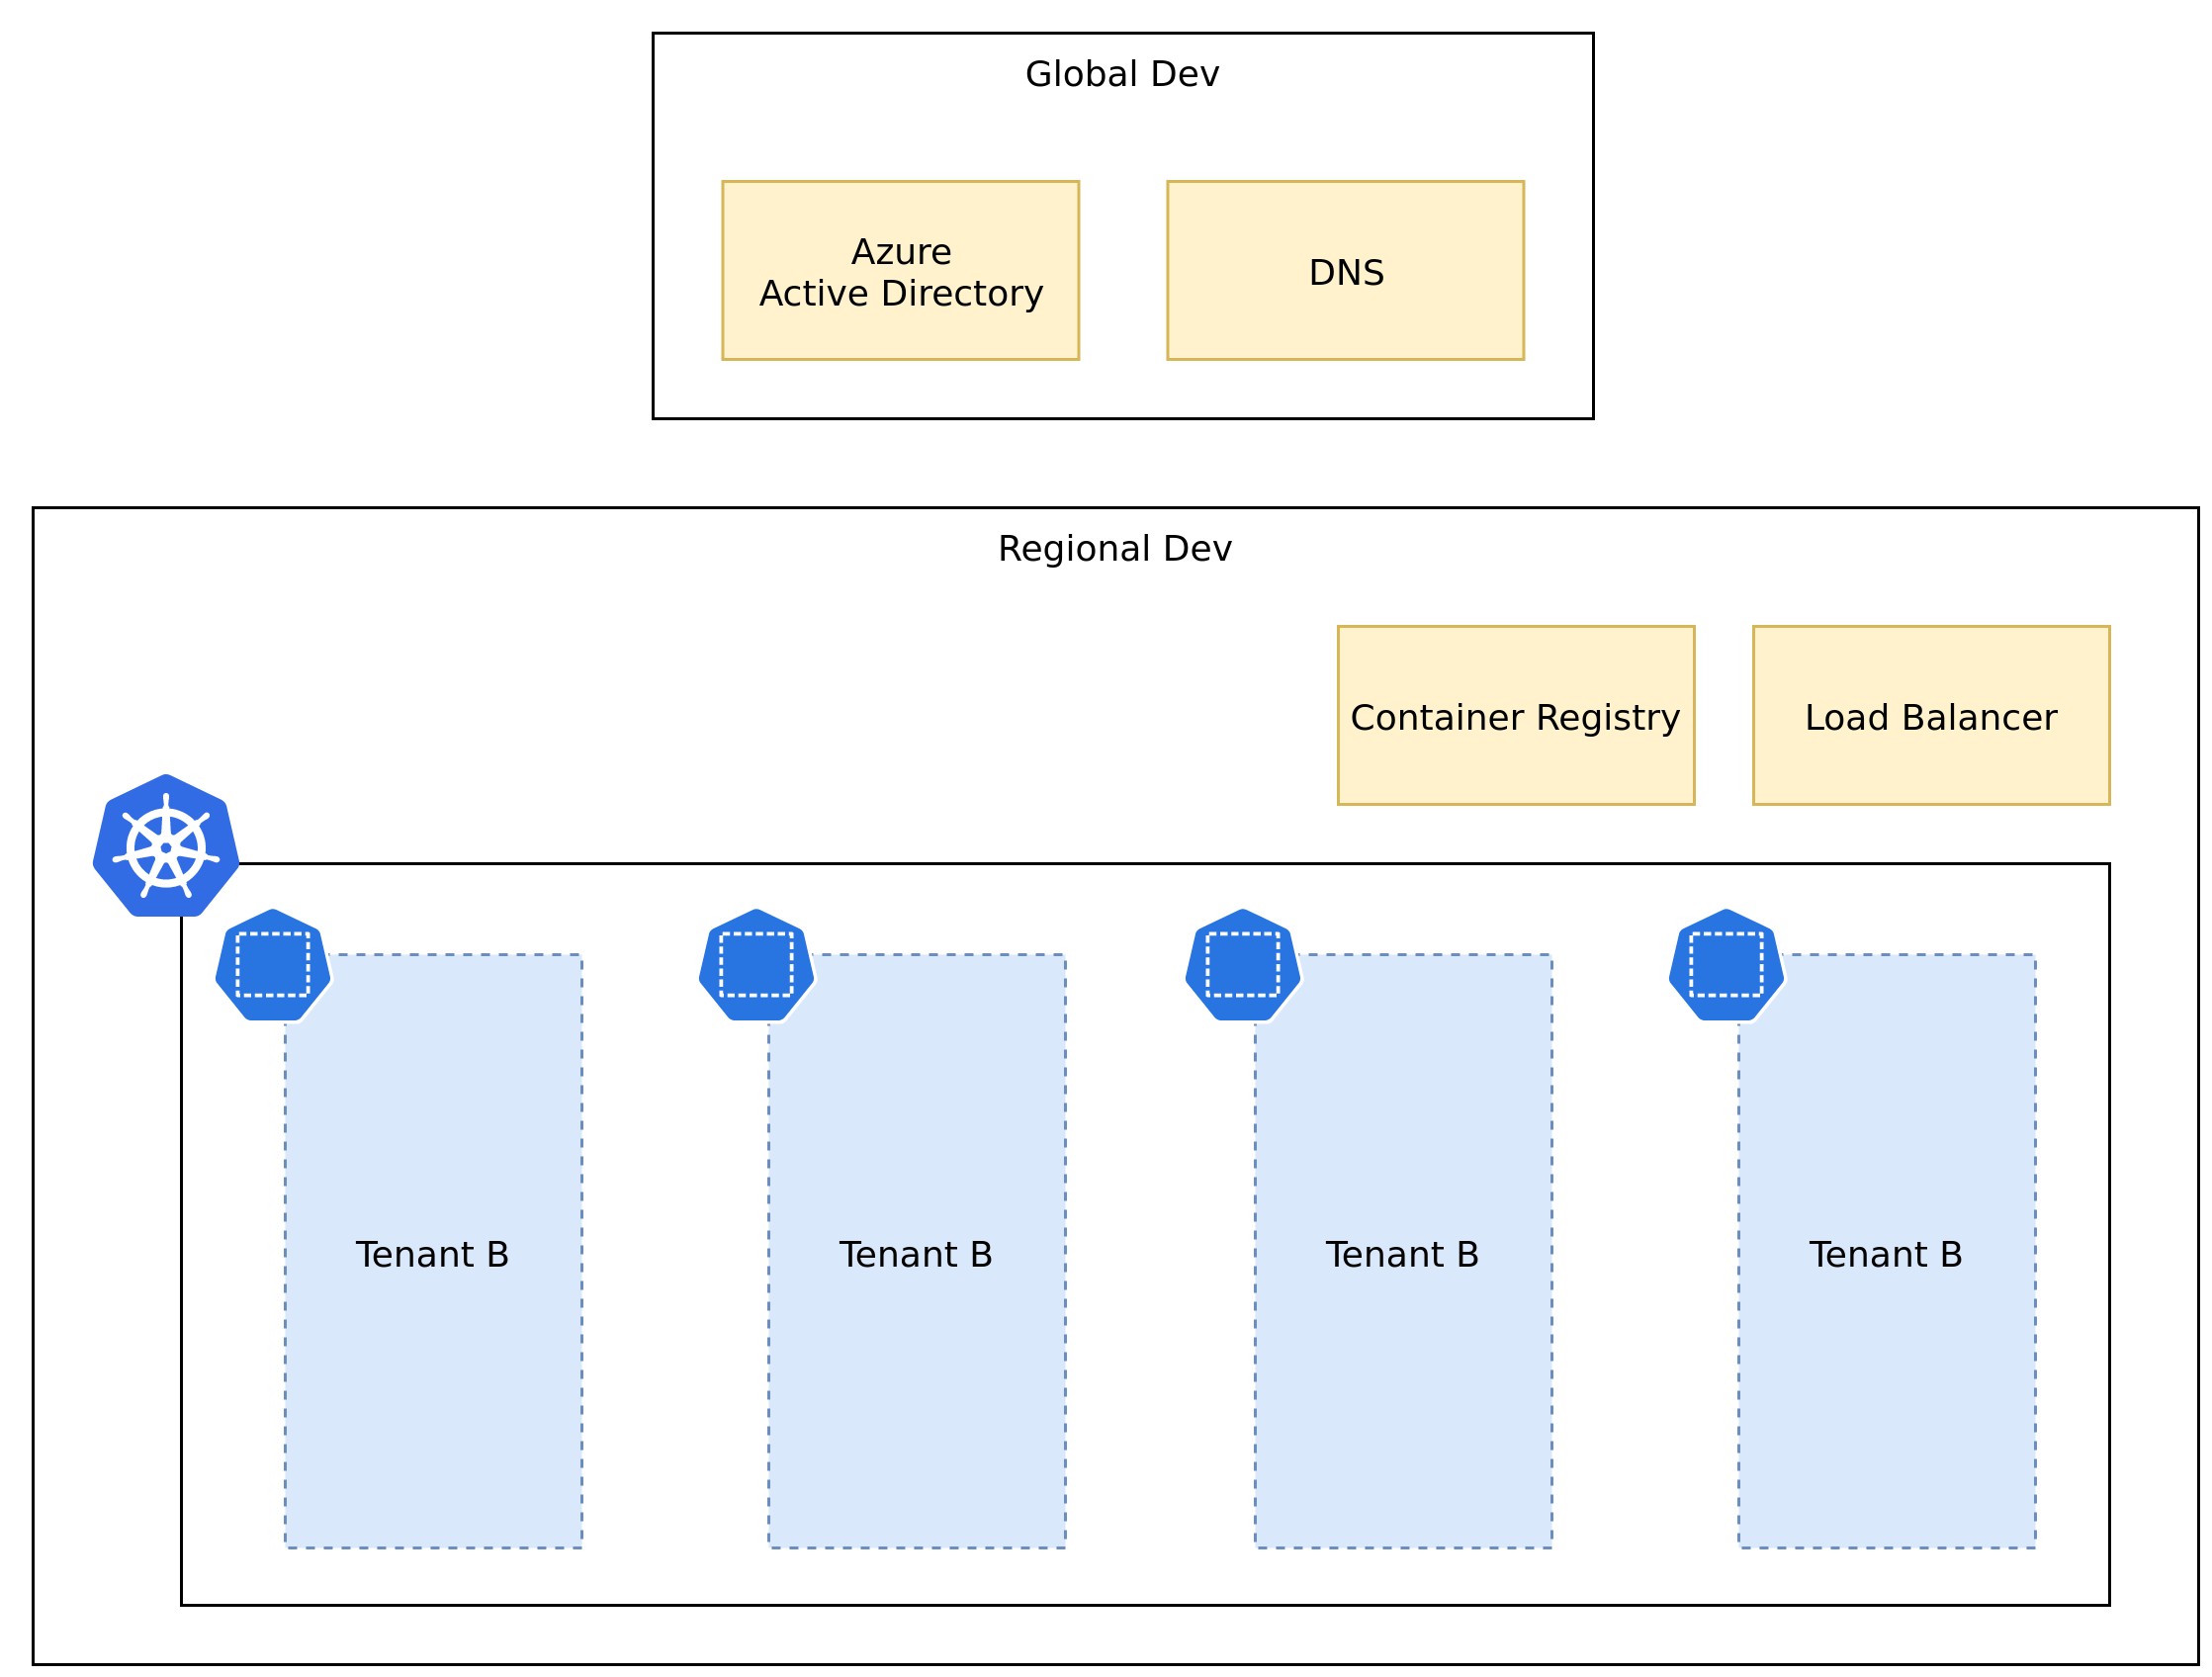 Global Dev
Azure
Active Directory
DNS
Regional Dev
Container Registry
Load Balancer
Tenant B
Tenant B
Tenant B
Tenant B